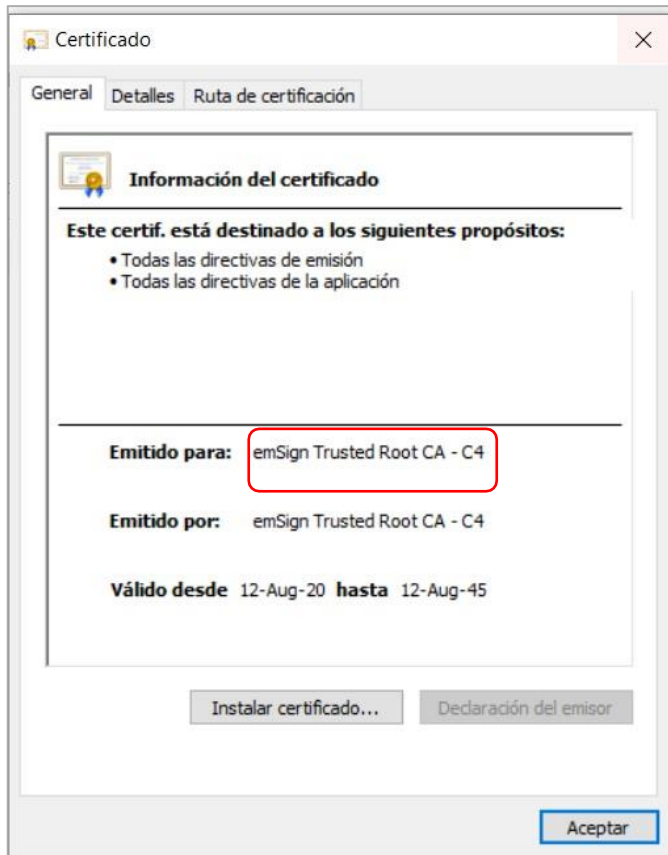 Certificado
General Detalles Ruta de certificación
Información del certificado
Este certif. está destinado a los siguientes propósitos:
• Todas las directivas de emisión
• Todas las directivas de la aplicación
Emitido para: emSign Trusted Root CA - C4
Emitido por: emSign Trusted Root CA - C4
Válido desde 12-Aug-20 hasta 12-Aug-45
Instalar certificado... Declaración del emisor
Aceptar